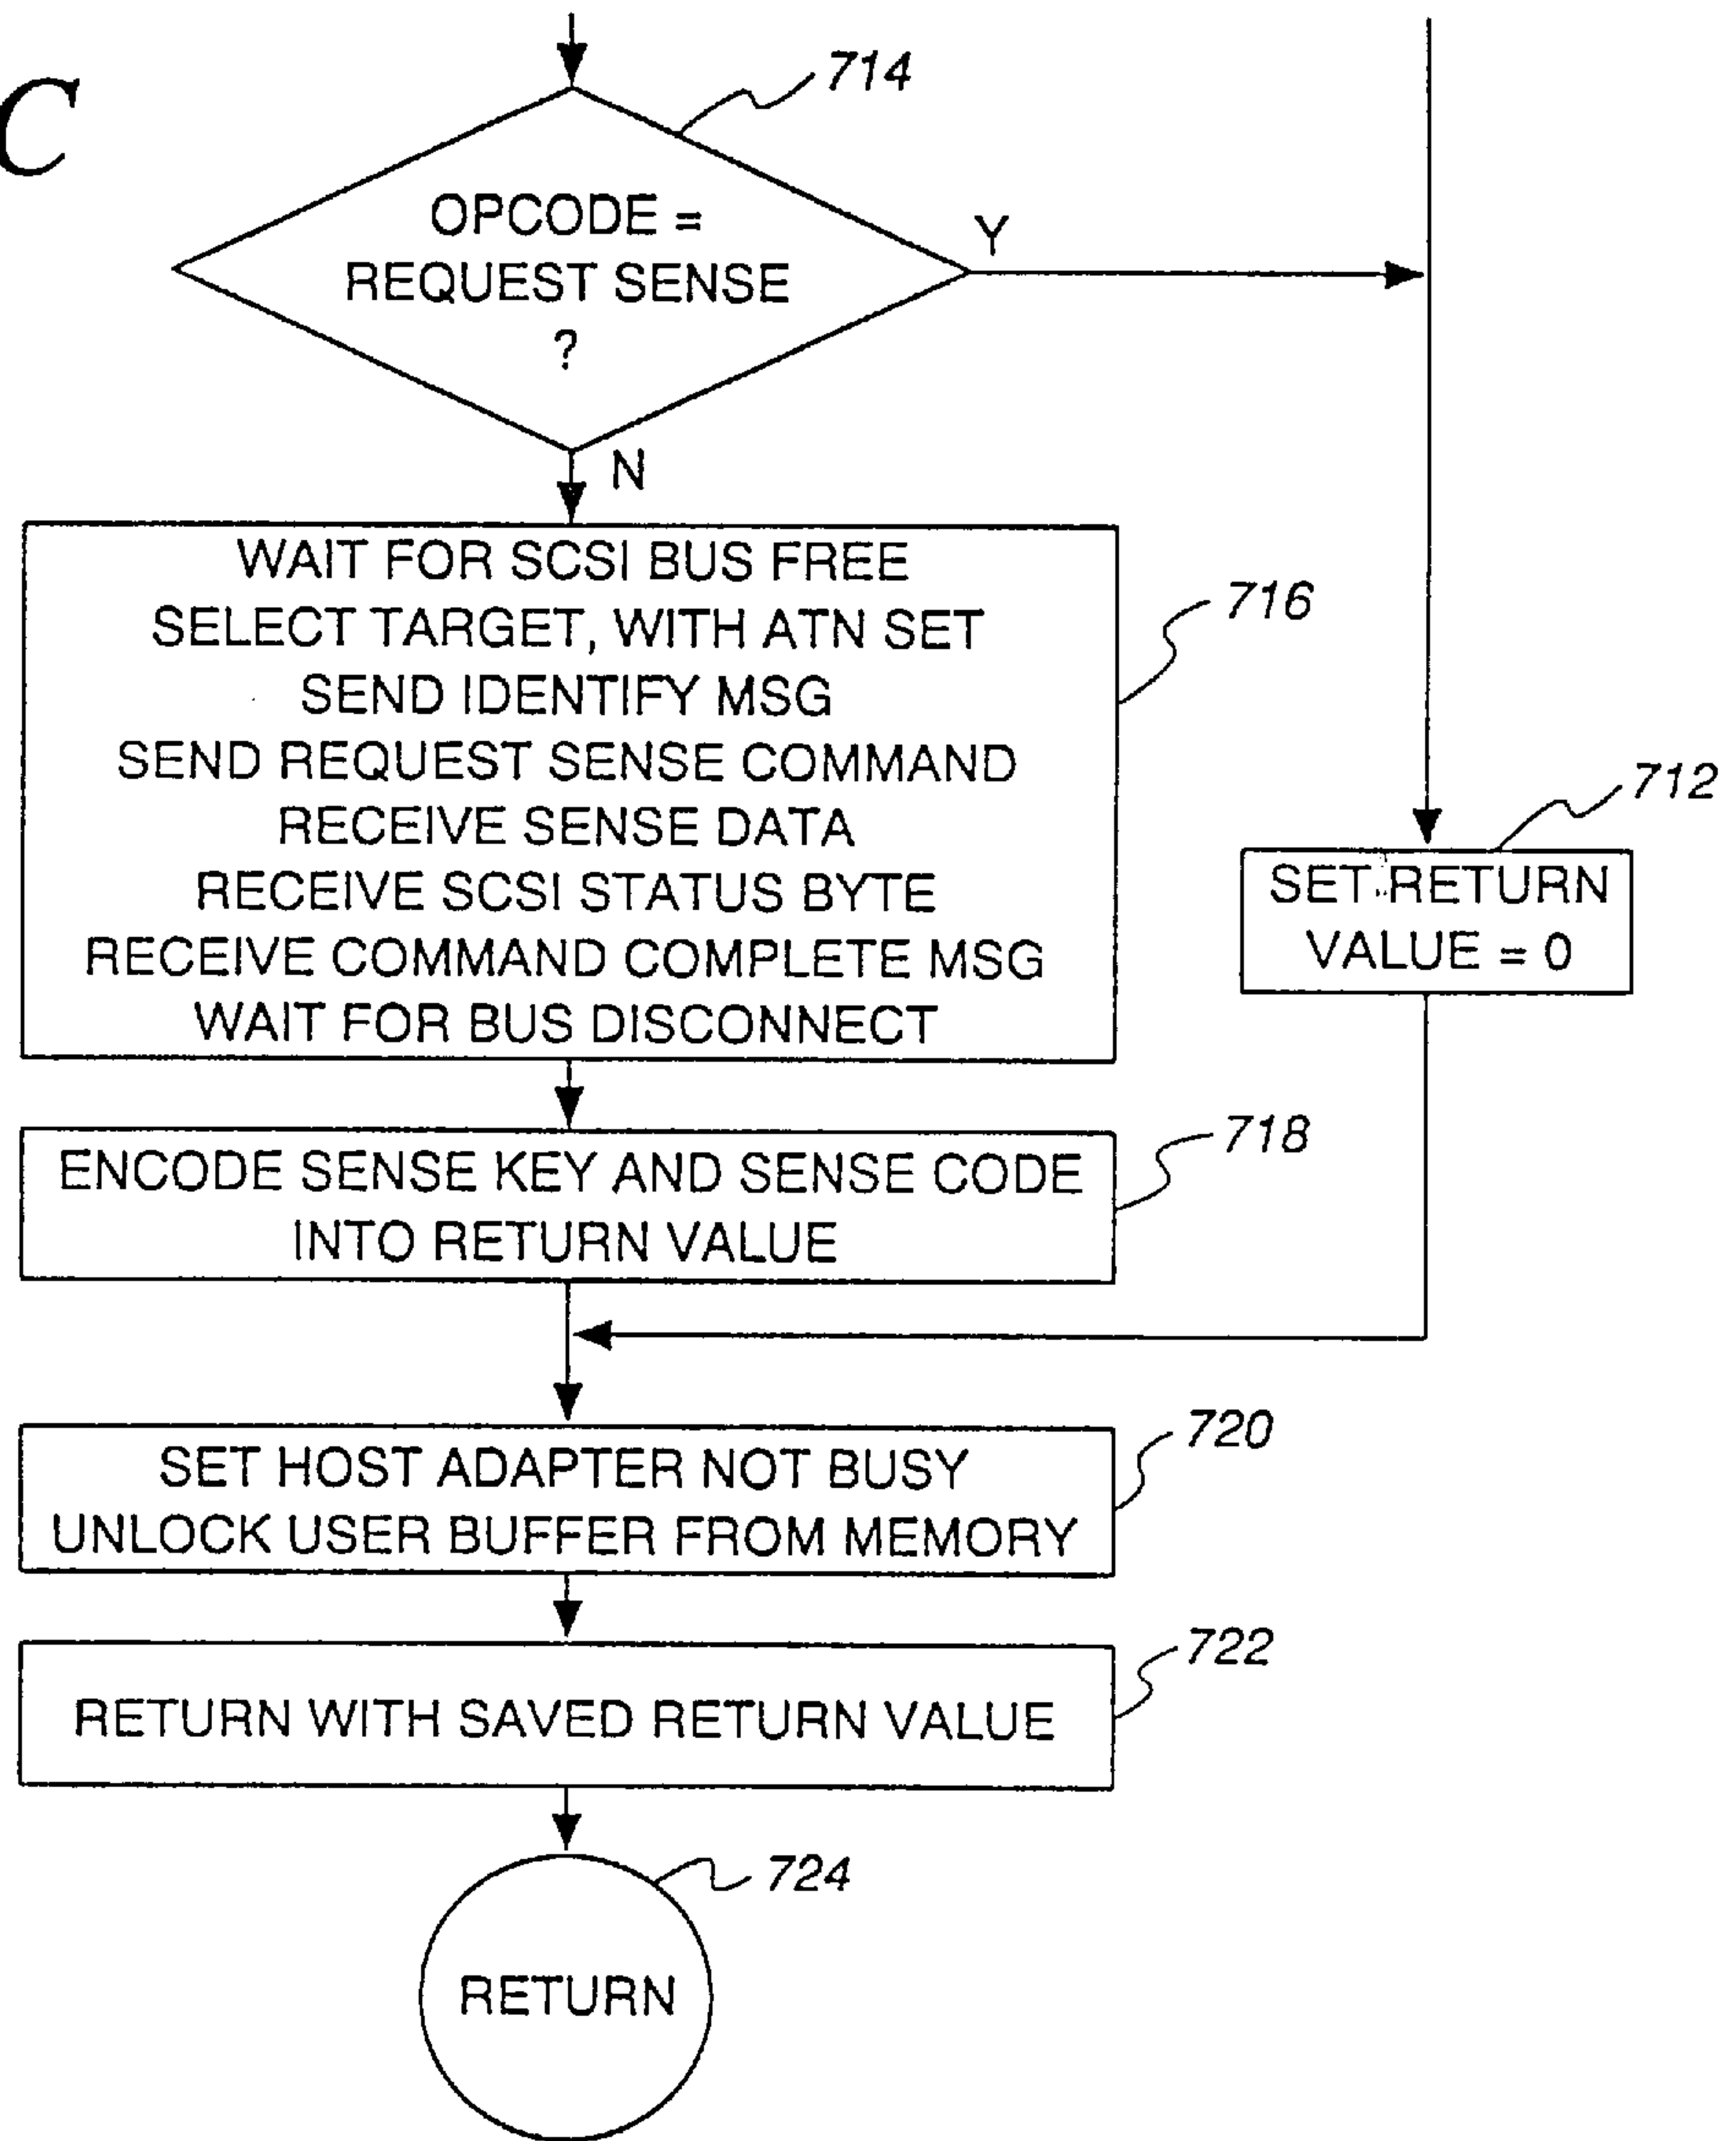 C
714
OPCODE =
REQUEST SENSE
?
Y
N
WAIT FOR SCSI BUS FREE
SELECT TARGET, WITH ATN SET
SEND IDENTIFY MSG
SEND REQUEST SENSE COMMAND
RECEIVE SENSE DATA
RECEIVE SCSI STATUS BYTE
RECEIVE COMMAND COMPLETE MSG
WAIT FOR BUS DISCONNECT
716
712
SET RETURN
VALUE = 0
718
ENCODE SENSE KEY AND SENSE CODE
INTO RETURN VALUE
720
SET HOST ADAPTER NOT BUSY
UNLOCK USER BUFFER FROM MEMORY
722
RETURN WITH SAVED RETURN VALUE
724
RETURN